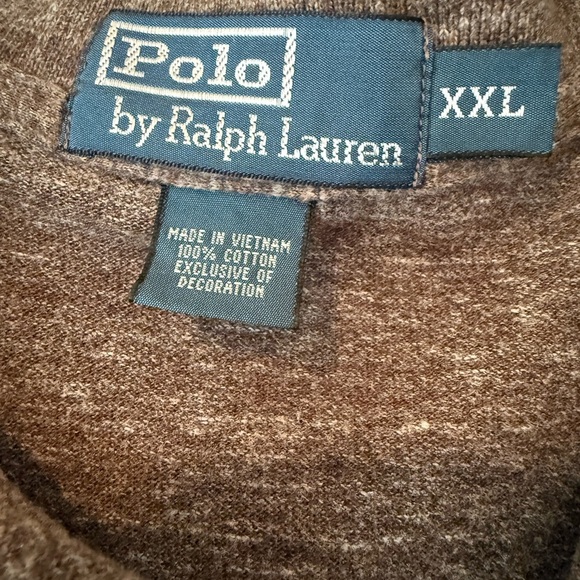 Polo
by Ralph Lauren
XXL
MADE IN VIETNAM
100% COTTON
EXCLUSIVE OF
DECORATION